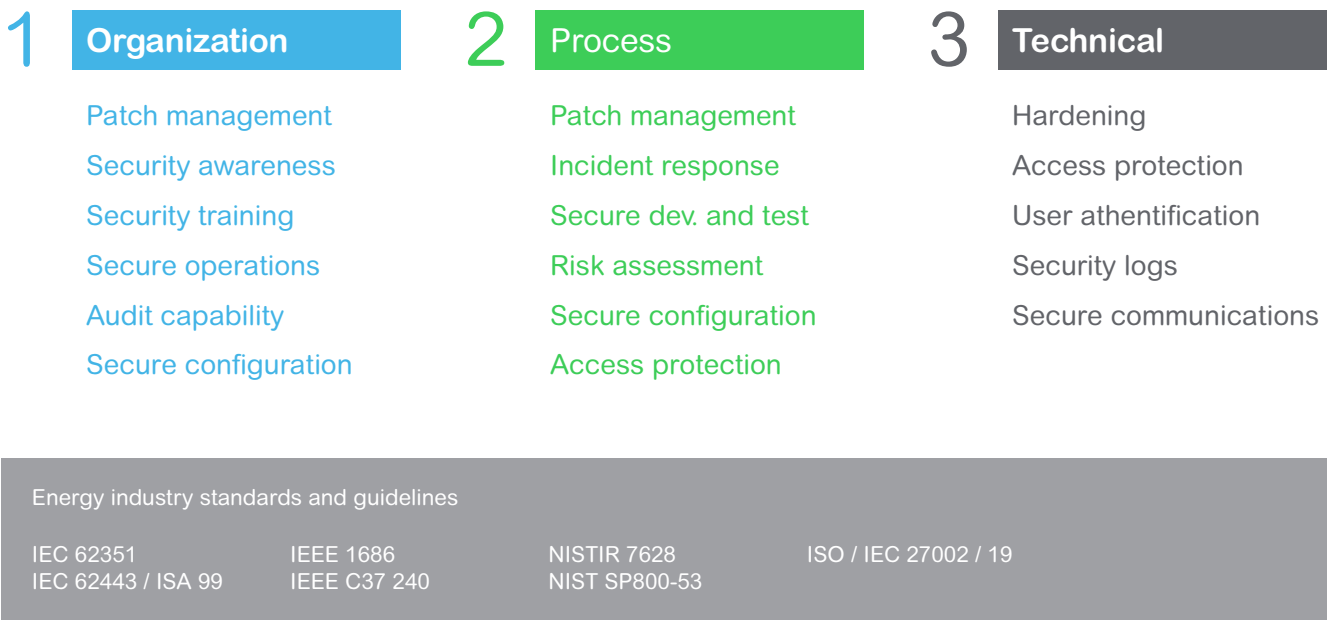 1 Organization
Patch management
Security awareness
Security training
Secure operations
Audit capability
Secure configuration
2 Process
Patch management
Incident response
Secure dev. and test
Risk assessment
Secure configuration
Access protection
3 Technical
Hardening
Access protection
User athentification
Security logs
Secure communications
Energy industry standards and guidelines
IEC 62351
IEC 62443 / ISA 99
IEEE 1686
IEEE C37 240
NISTIR 7628
NIST SP800-53
ISO / IEC 27002 / 19